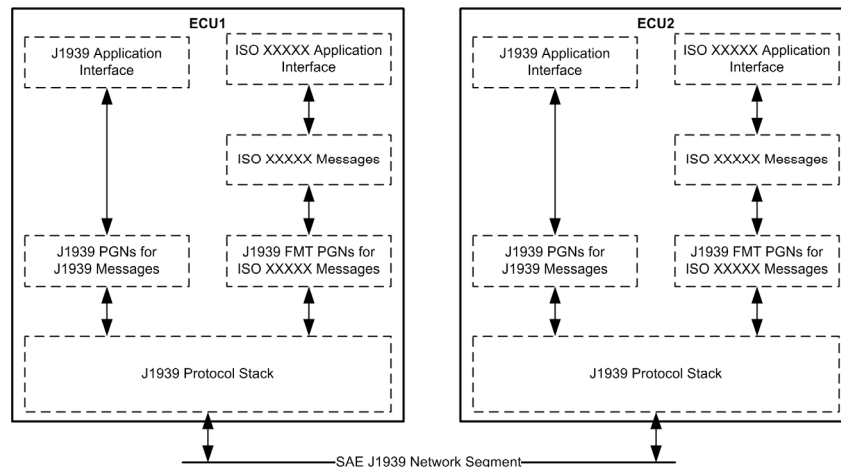 ECU1
J1939 Application
Interface
ISO XXXXX Application
Interface
ISO XXXXX Messages
J1939 PGNs for
J1939 Messages
J1939 FMT PGNs for
ISO XXXXX Messages
J1939 Protocol Stack
ECU2
J1939 Application
Interface
ISO XXXXX Application
Interface
ISO XXXXX Messages
J1939 PGNs for
J1939 Messages
J1939 FMT PGNs for
ISO XXXXX Messages
J1939 Protocol Stack
SAE J1939 Network Segment